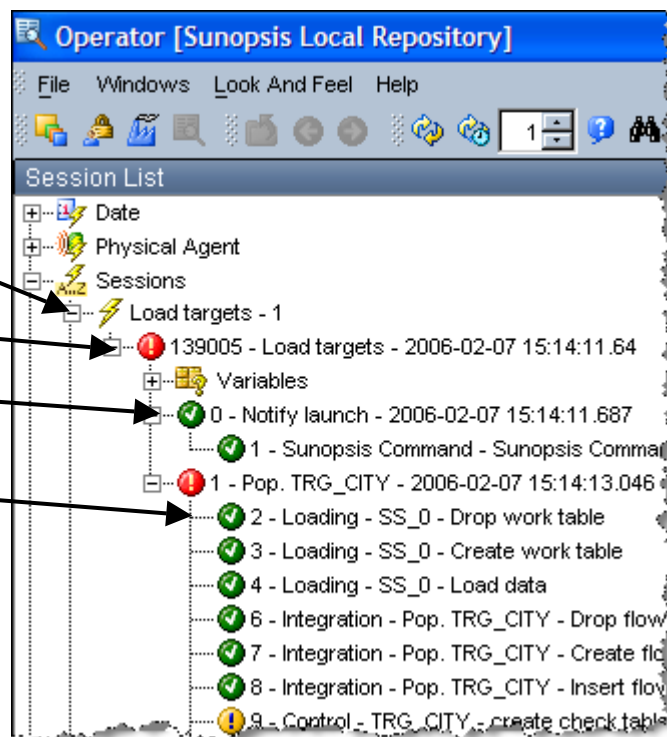 Operator [Sunopsis Local Repository]
File Windows Look And Feel Help
1
Session List
Date
Physical Agent
A...Z Sessions
Load targets - 1
139005 - Load targets - 2006-02-07 15:14:11.64
Variables
0 - Notify launch - 2006-02-07 15:14:11.687
1 - Sunopsis Command - Sunopsis Comma
1 - Pop. TRG_CITY - 2006-02-07 15:14:13.046
2 - Loading - SS_0 - Drop work table
3 - Loading - SS_0 - Create work table
4 - Loading - SS_0 - Load data
6 - Integration - Pop. TRG_CITY - Drop flow
7 - Integration - Pop. TRG_CITY - Create flo
8 - Integration - Pop. TRG_CITY - Insert flow
9 - Control - TRG_CITY - create check table